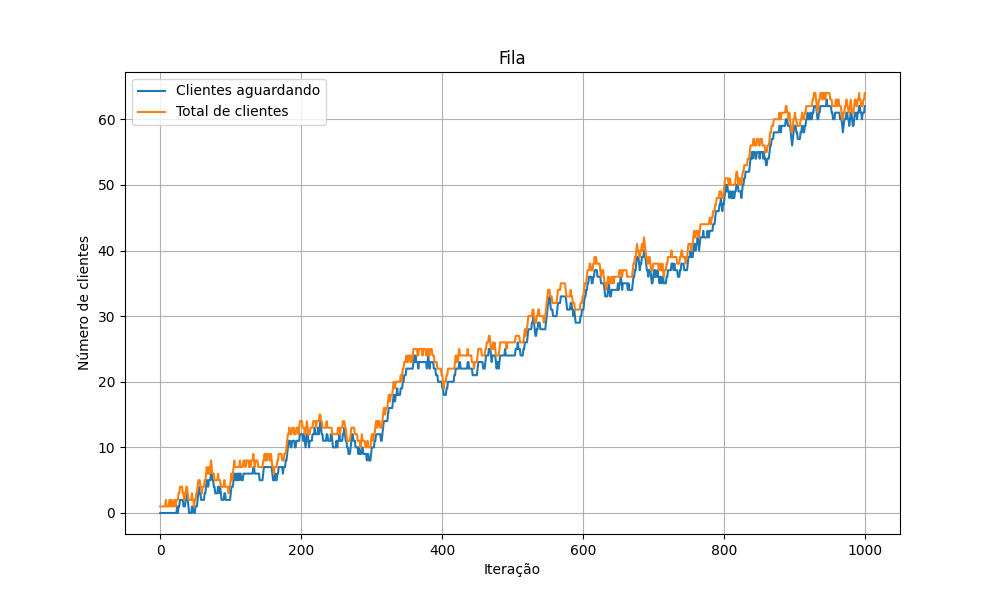 Fila
Clientes aguardando
Total de clientes
Número de clientes
60
50
40
30
20
10
0
0 200 400 600 800 1000
Iteração